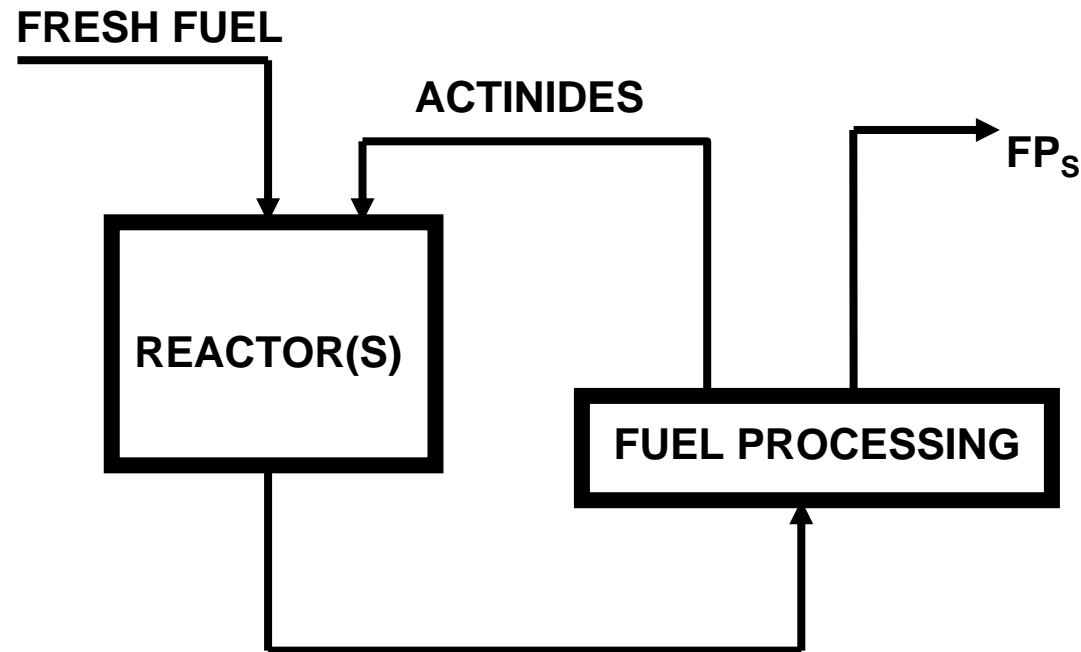 FRESH FUEL
ACTINIDES
FPS
REACTOR(S)
FUEL PROCESSING